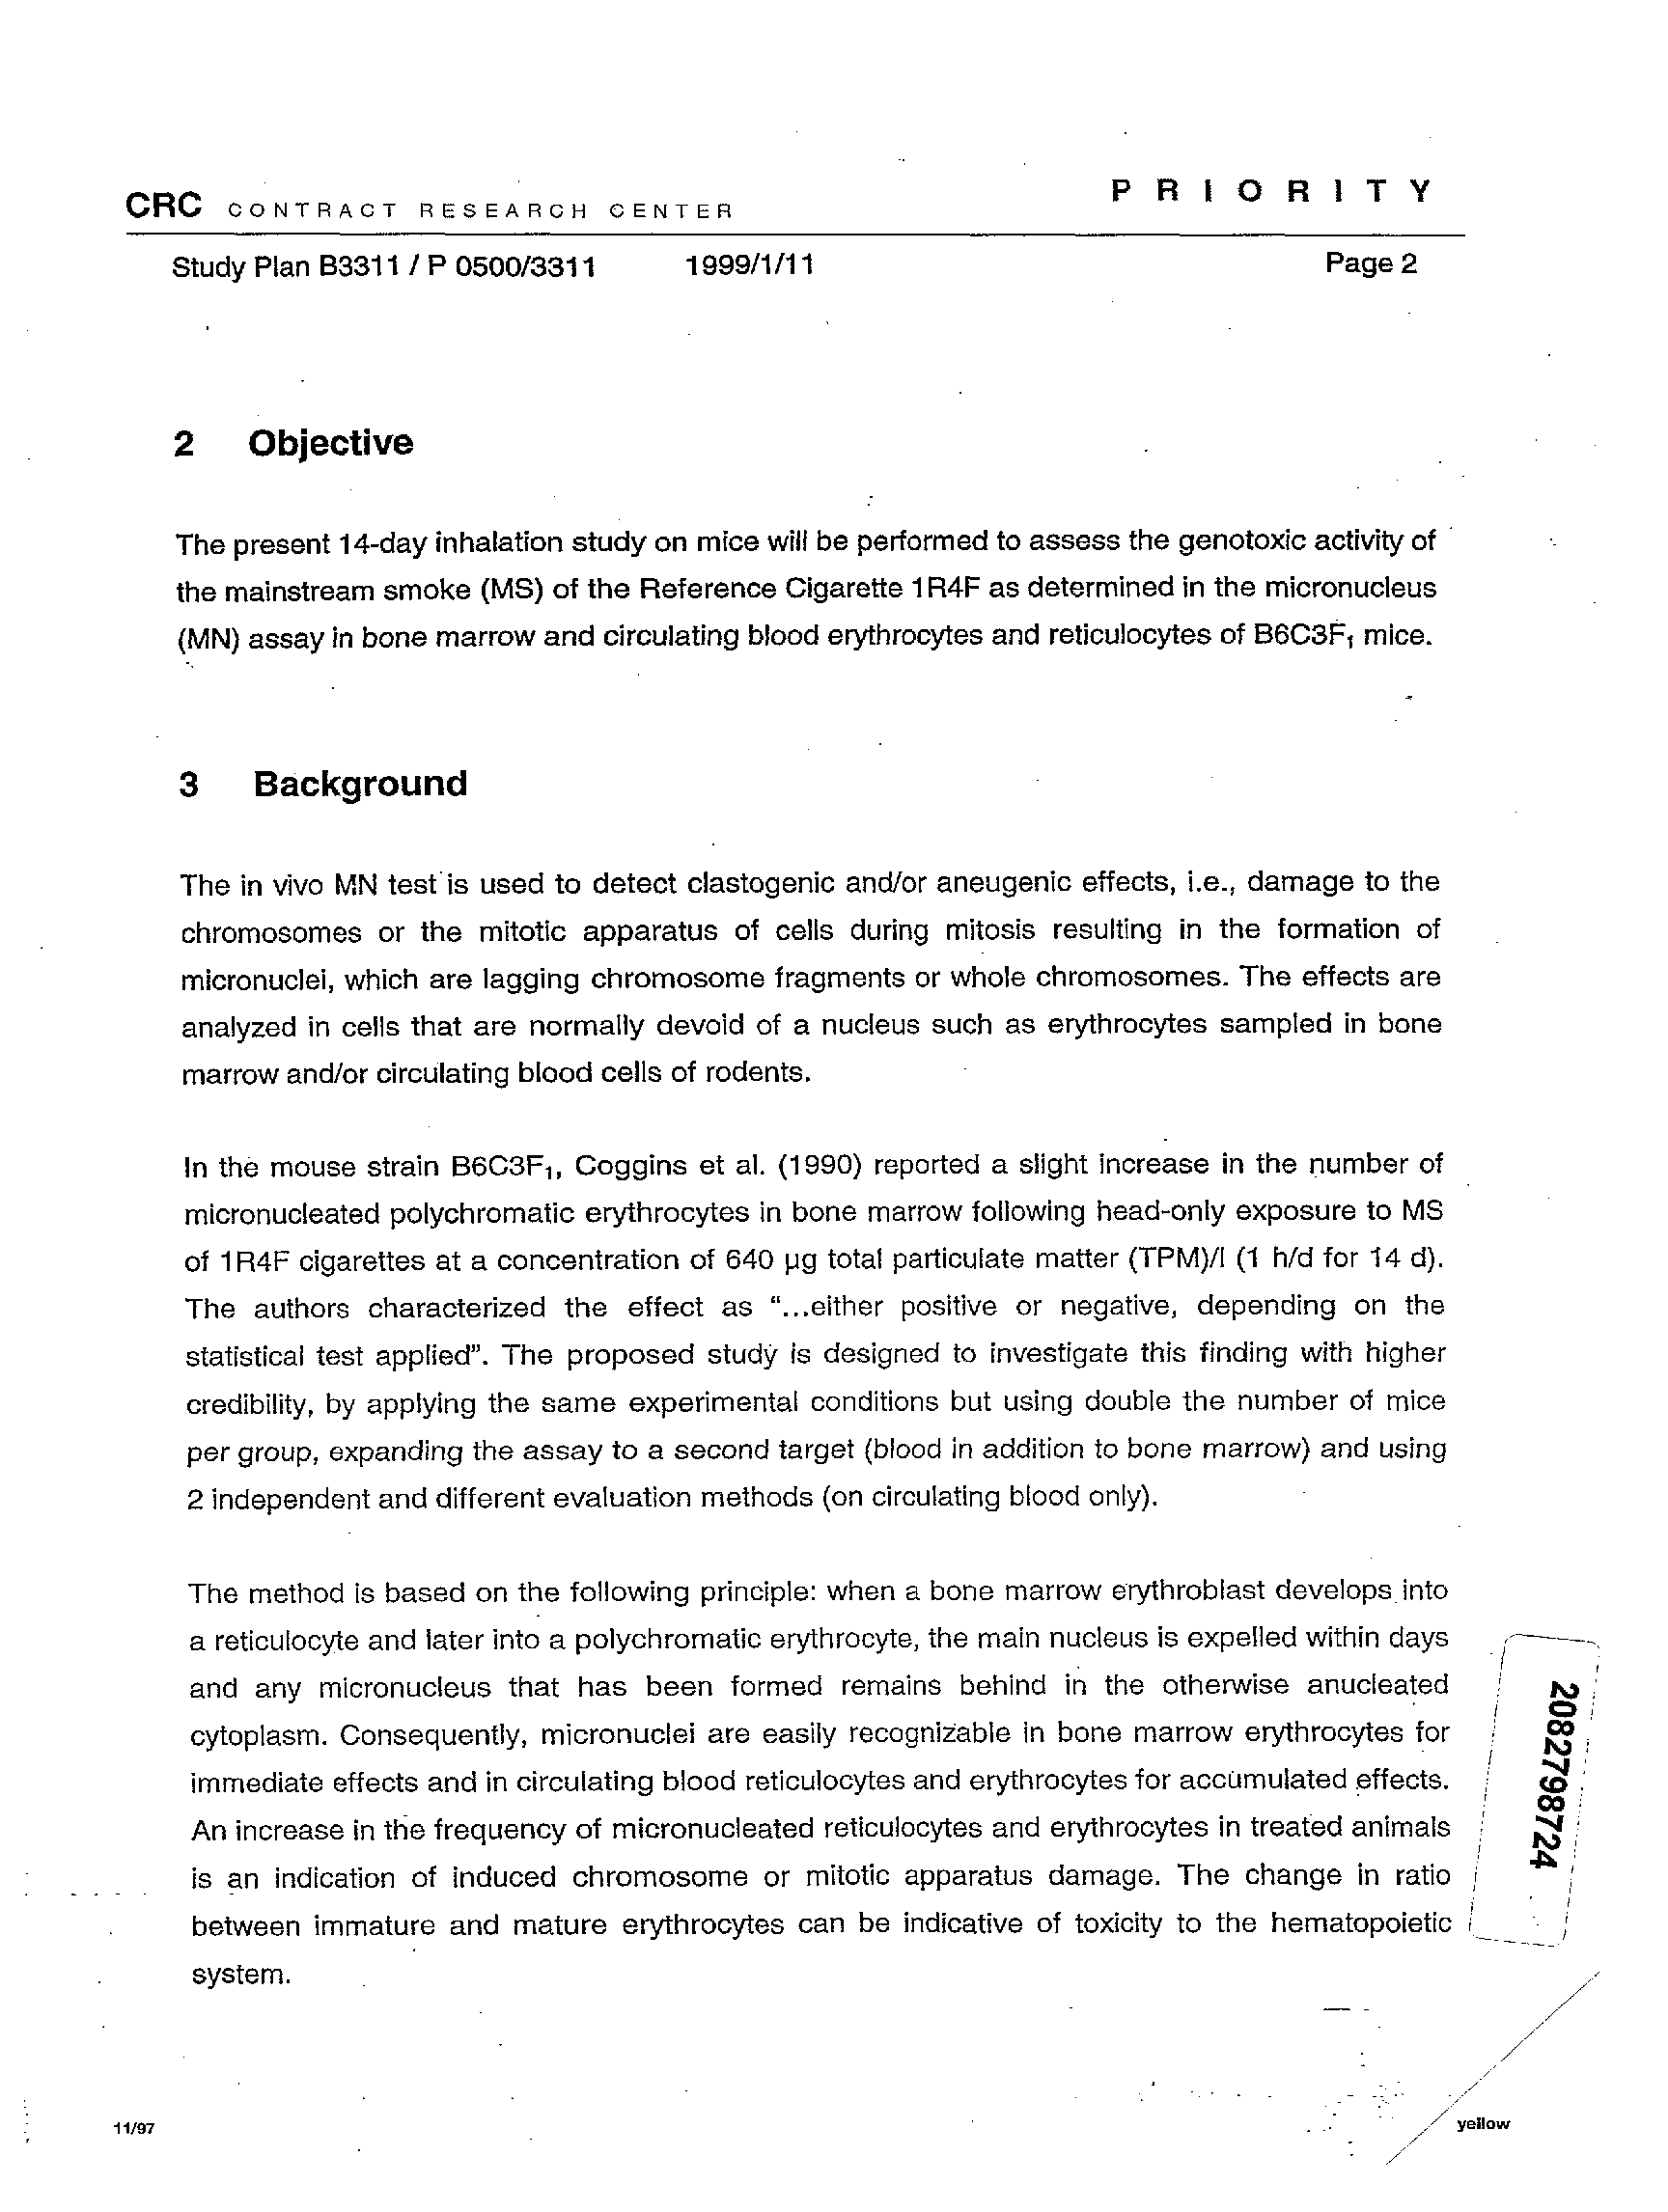 CRC CONTRACT RESEARCH CENTER
PRIORITY
Study Plan B3311 / P 0500/3311 1999/1/11 Page 2
2 Objective
The present 14-day inhalation study on mice will be performed to assess the genotoxic activity of
the mainstream smoke (MS) of the Reference Cigarette 1R4F as determined in the micronucleus
(MN) assay in bone marrow and circulating blood erythrocytes and reticulocytes of B6C3F₁ mice.
3 Background
The in vivo MN test is used to detect clastogenic and/or aneugenic effects, i.e., damage to the
chromosomes or the mitotic apparatus of cells during mitosis resulting in the formation of
micronuclei, which are lagging chromosome fragments or whole chromosomes. The effects are
analyzed in cells that are normally devoid of a nucleus such as erythrocytes sampled in bone
marrow and/or circulating blood cells of rodents.
In the mouse strain B6C3F₁, Coggins et al. (1990) reported a slight increase in the number of
micronucleated polychromatic erythrocytes in bone marrow following head-only exposure to MS
of 1R4F cigarettes at a concentration of 640 µg total particulate matter (TPM)/l (1 h/d for 14 d).
The authors characterized the effect as “...either positive or negative, depending on the
statistical test applied”. The proposed study is designed to investigate this finding with higher
credibility, by applying the same experimental conditions but using double the number of mice
per group, expanding the assay to a second target (blood in addition to bone marrow) and using
2 independent and different evaluation methods (on circulating blood only).
The method is based on the following principle: when a bone marrow erythroblast develops into
a reticulocyte and later into a polychromatic erythrocyte, the main nucleus is expelled within days
and any micronucleus that has been formed remains behind in the otherwise anucleated
cytoplasm. Consequently, micronuclei are easily recognizable in bone marrow erythrocytes for
immediate effects and in circulating blood reticulocytes and erythrocytes for accumulated effects.
An increase in the frequency of micronucleated reticulocytes and erythrocytes in treated animals
is an indication of induced chromosome or mitotic apparatus damage. The change in ratio
between immature and mature erythrocytes can be indicative of toxicity to the hematopoietic
system.
2082798724
11/97
yellow